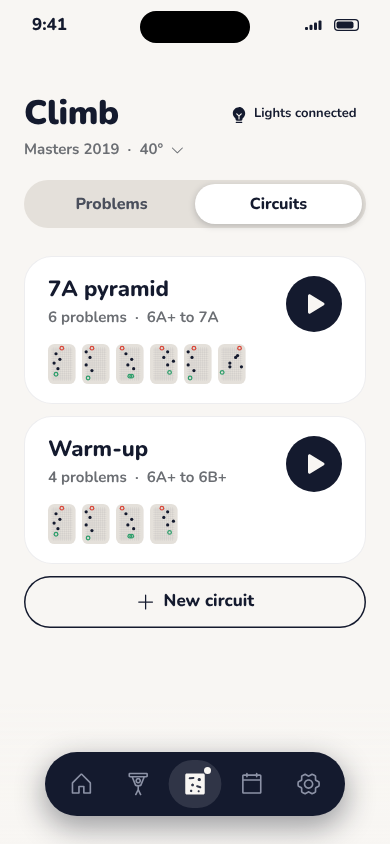 9:41
Climb
Lights connected
Masters 2019 · 40°
Problems
Circuits
7A pyramid
6 problems · 6A+ to 7A
Warm-up
4 problems · 6A+ to 6B+
New circuit